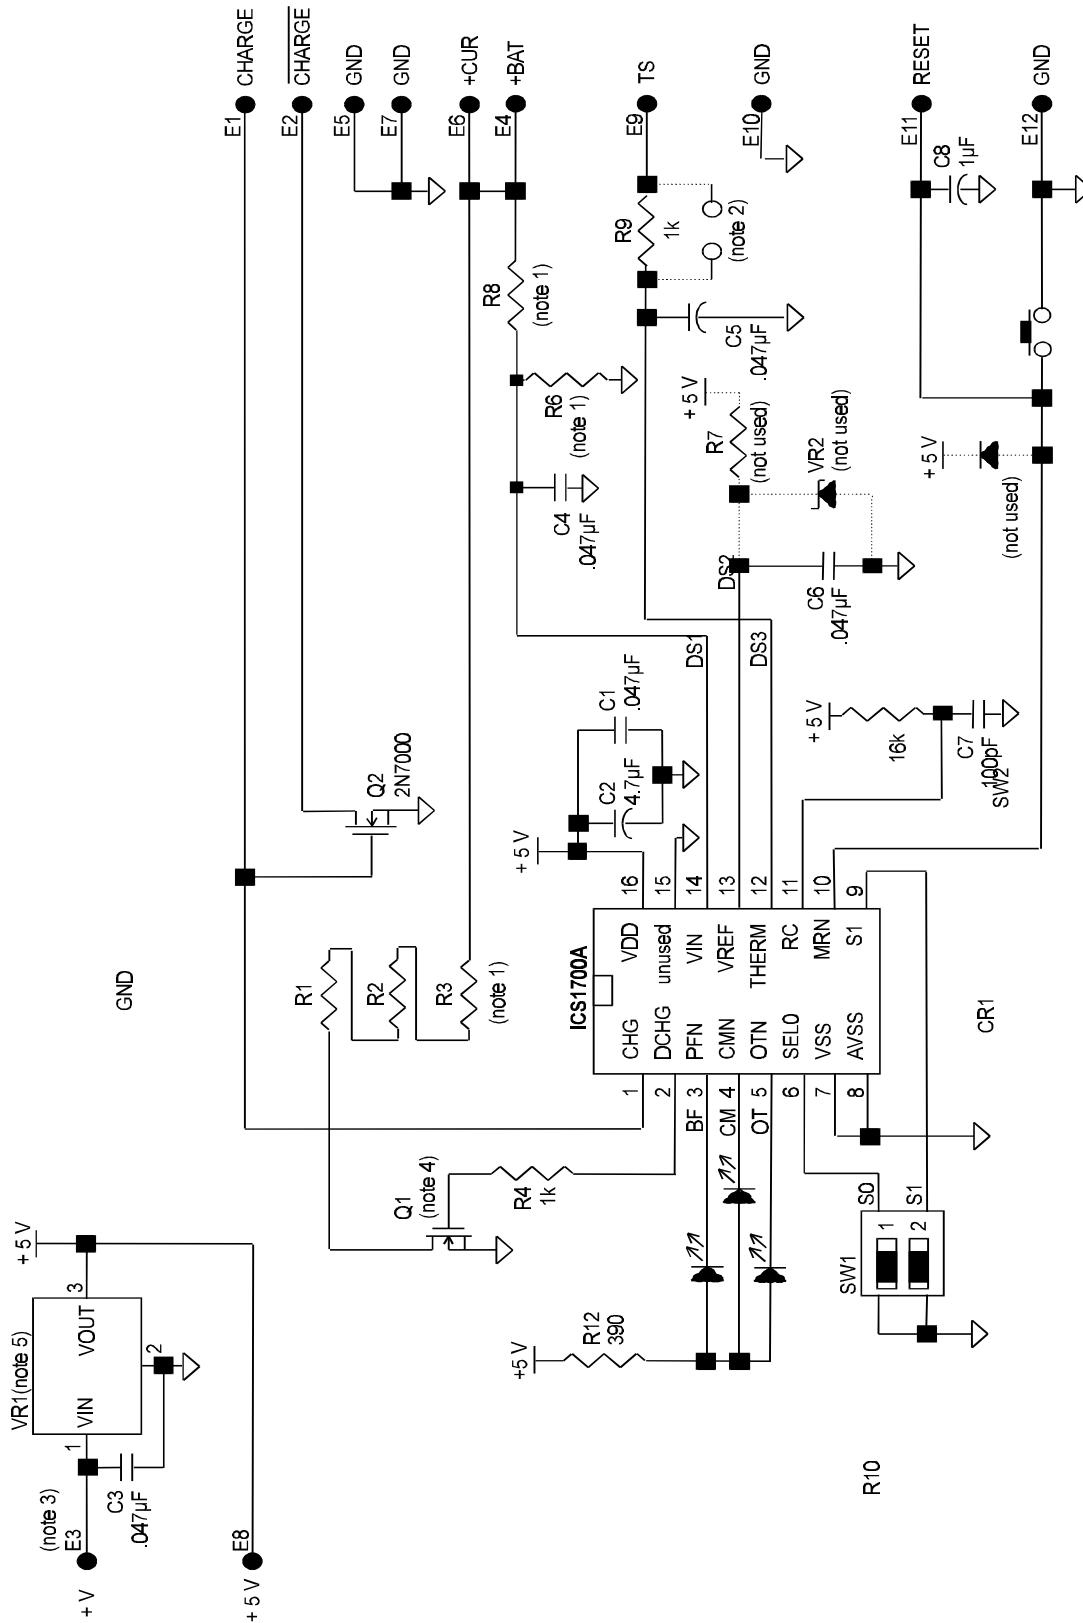 + V
E3
(note 3)
1
VR1(note 5)
VIN
VOUT
3
2
+ 5 V
C3
.047µF
+ 5 V
E8
GND
E1
CHARGE
E2
CHARGE
E5
GND
E7
GND
E6
+CUR
E4
+BAT
E9
TS
E10
GND
E11
RESET
E12
GND
Q2
2N7000
R1
R2
R3
(note 1)
Q1
(note 4)
R4
1k
R8
(note 1)
R6
(note 1)
C4
.047µF
R9
1k
(note 2)
C5
.047µF
+ 5 V
R7
(not used)
VR2
(not used)
DS2
C6
.047µF
C8
1µF
+ 5 V
(not used)
+ 5 V
C2
4.7µF
C1
.047µF
DS1
DS3
+ 5 V
16k
C7
100pF
SW2
ICS1700A
1
CHG
VDD
16
2
DCHG
unused
15
BF
3
PFN
VIN
14
CM
4
CMN
VREF
13
OT
5
OTN
THERM
12
6
SEL0
RC
11
7
VSS
MRN
10
8
AVSS
S1
9
+5 V
R12
390
SW1
1
2
S0
S1
CR1
R10